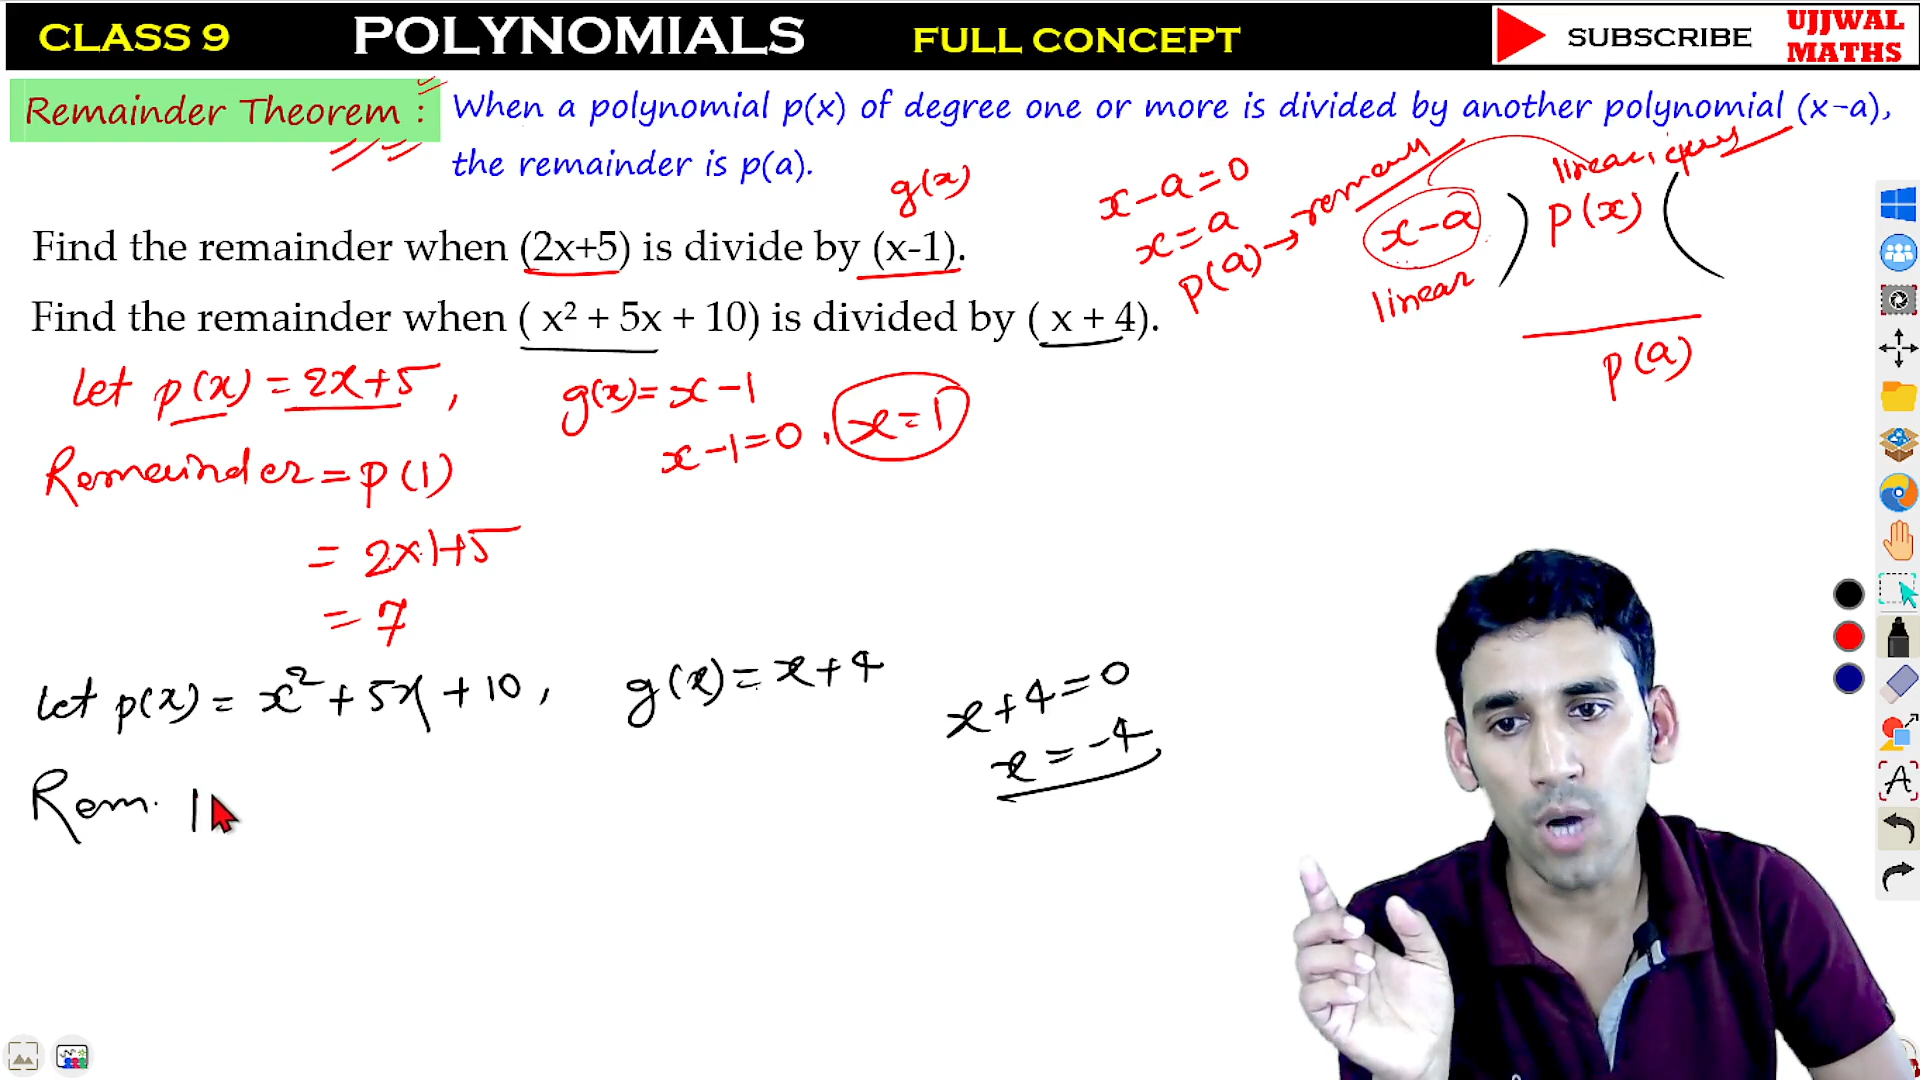 CLASS 9 POLYNOMIALS FULL CONCEPT SUBSCRIBE UJJWAL MATHS
Remainder Theorem : When a polynomial p(x) of degree one or more is divided by another polynomial (x-a),
the remainder is p(a).
g(x)
Find the remainder when (2x+5) is divide by (x-1).
Find the remainder when ( x² + 5x + 10) is divided by ( x + 4).
x-a=0
x=a
p(a)→
x-a ) p(x) (
linear
p(a)
Let p(x) = 2x+5, g(x)= x-1
x-1=0, x=1
Remainder = p(1)
= 2x1+5
= 7
Let p(x) = x² + 5x + 10, g(x) = x+4
x+4=0
x=-4
Rem.
A